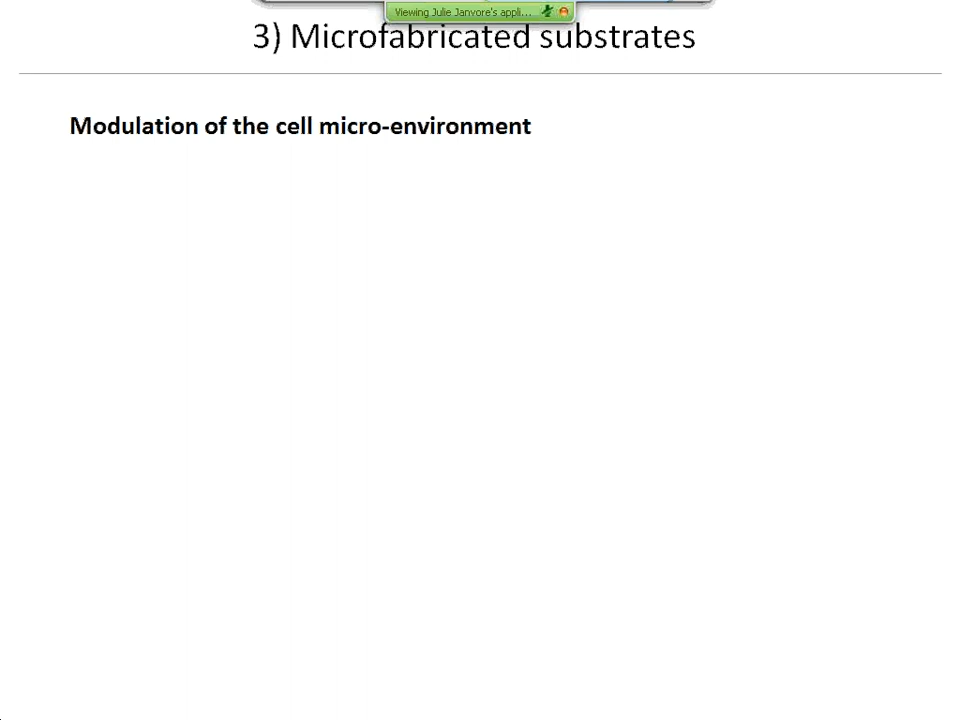 Viewing Julie Janvore's appli...
3) Microfabricated substrates
Modulation of the cell micro-environment